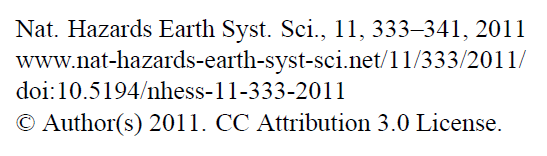 Nat. Hazards Earth Syst. Sci., 11, 333–341, 2011
www.nat-hazards-earth-syst-sci.net/11/333/2011/
doi:10.5194/nhess-11-333-2011
© Author(s) 2011. CC Attribution 3.0 License.